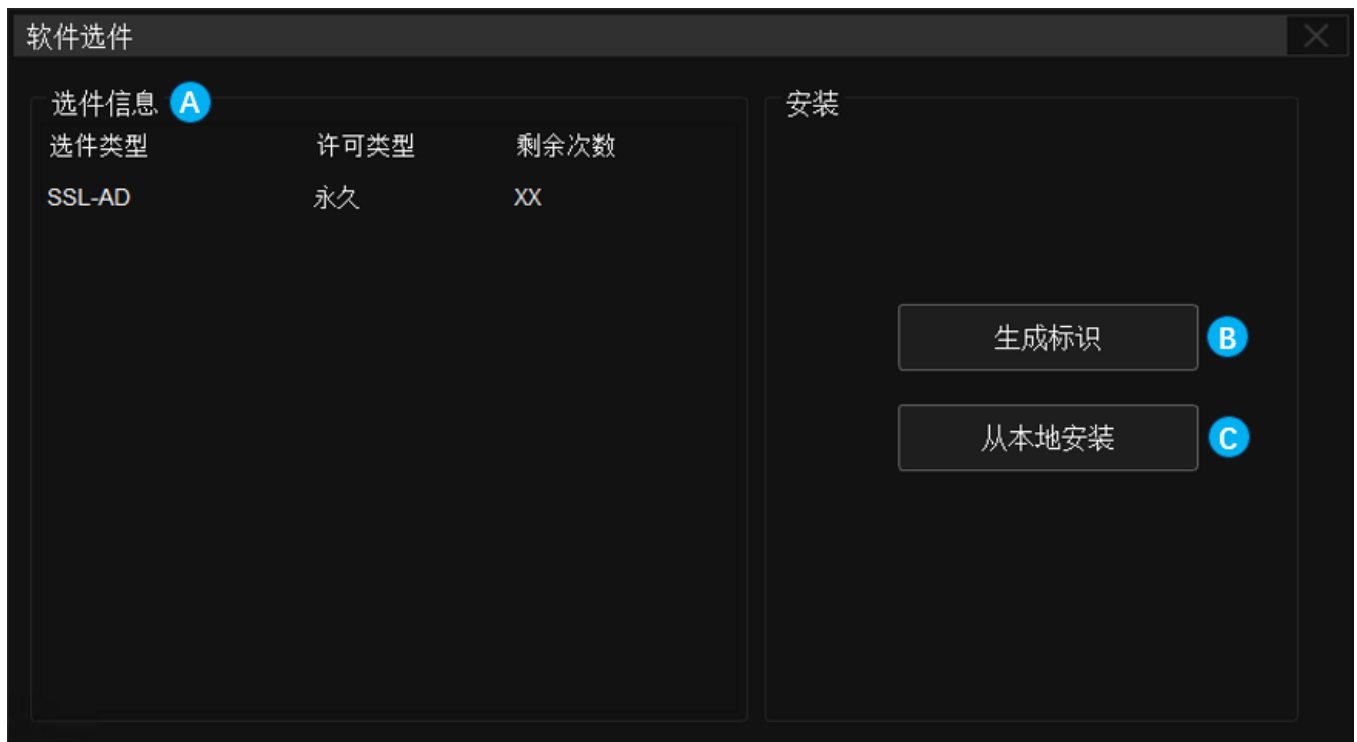 软件选件
选件信息 A
选件类型 许可类型 剩余次数
SSL-AD 永久 XX
安装
生成标识 B
从本地安装 C